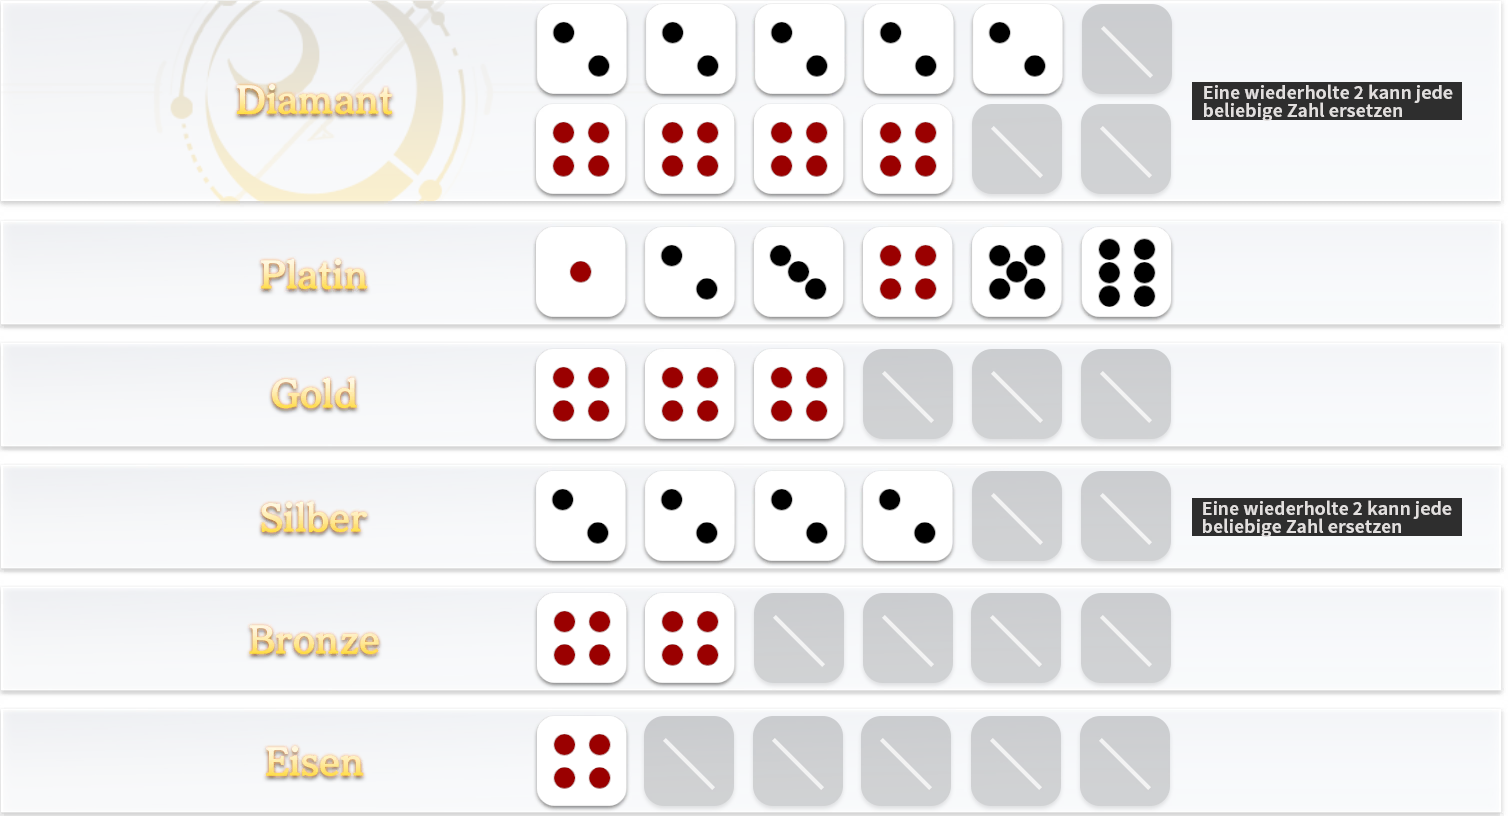 Diamant
Eine wiederholte 2 kann jede
beliebige Zahl ersetzen
Platin
Gold
Silber
Eine wiederholte 2 kann jede
beliebige Zahl ersetzen
Bronze
Eisen